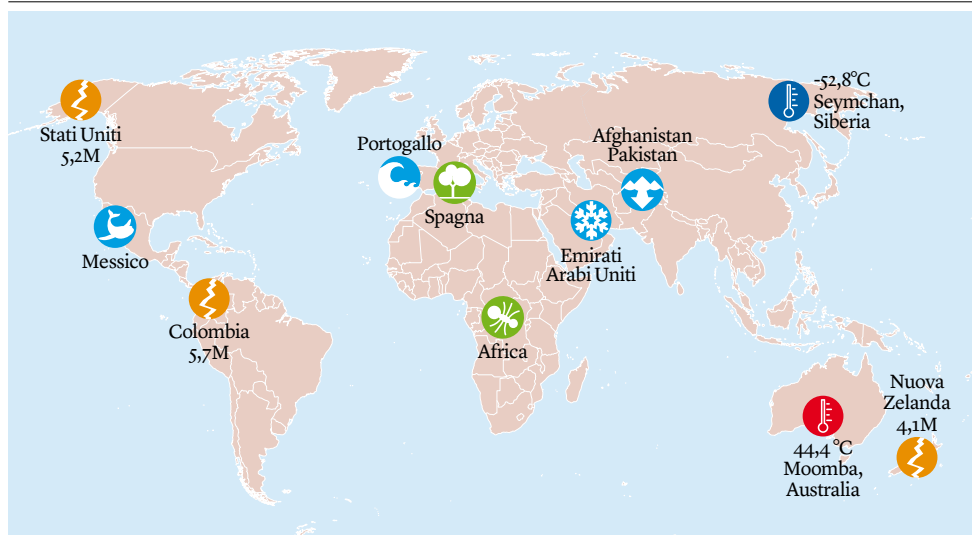 -52,8°C
Seymchan,
Siberia
Stati Uniti
5,2M
Portogallo
Afghanistan
Pakistan
Spagna
Messico
Emirati
Arabi Uniti
Colombia
5,7M
Africa
Nuova
Zelanda
4,1M
44,4 °C
Moomba,
Australia